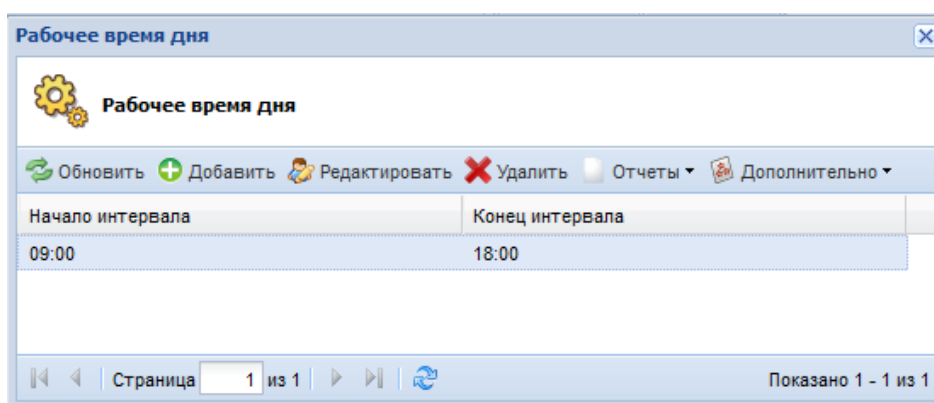 Рабочее время дня
Рабочее время дня
Обновить Добавить Редактировать Удалить Отчеты Дополнительно
Начало интервала Конец интервала
09:00 18:00
Страница 1 из 1 Показано 1 - 1 из 1